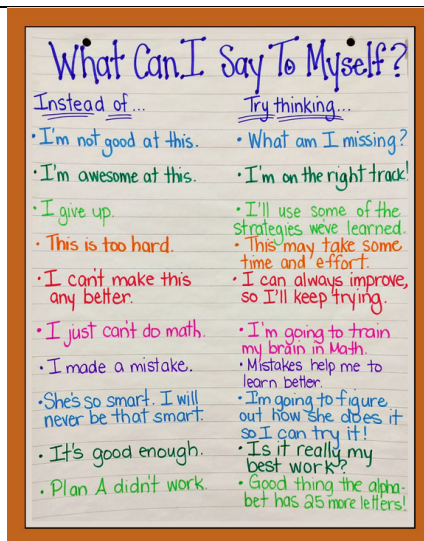 What Can I Say To Myself?
Instead of...
Try thinking...
• I'm not good at this.
• What am I missing?
• I'm awesome at this.
• I'm on the right track!
• I give up.
• I'll use some of the
strategies we've learned.
• This is too hard.
• This may take some
time and effort.
• I can't make this
any better.
• I can always improve,
so I'll keep trying.
• I just can't do math.
• I'm going to train
my brain in Math.
• I made a mistake.
• Mistakes help me to
learn better.
• She's so smart. I will
never be that smart.
• I'm going to figure
out how she does it
so I can try it!
• It's good enough.
• Is it really my
best work?
• Plan A didn't work.
• Good thing the alpha-
bet has 25 more letters!